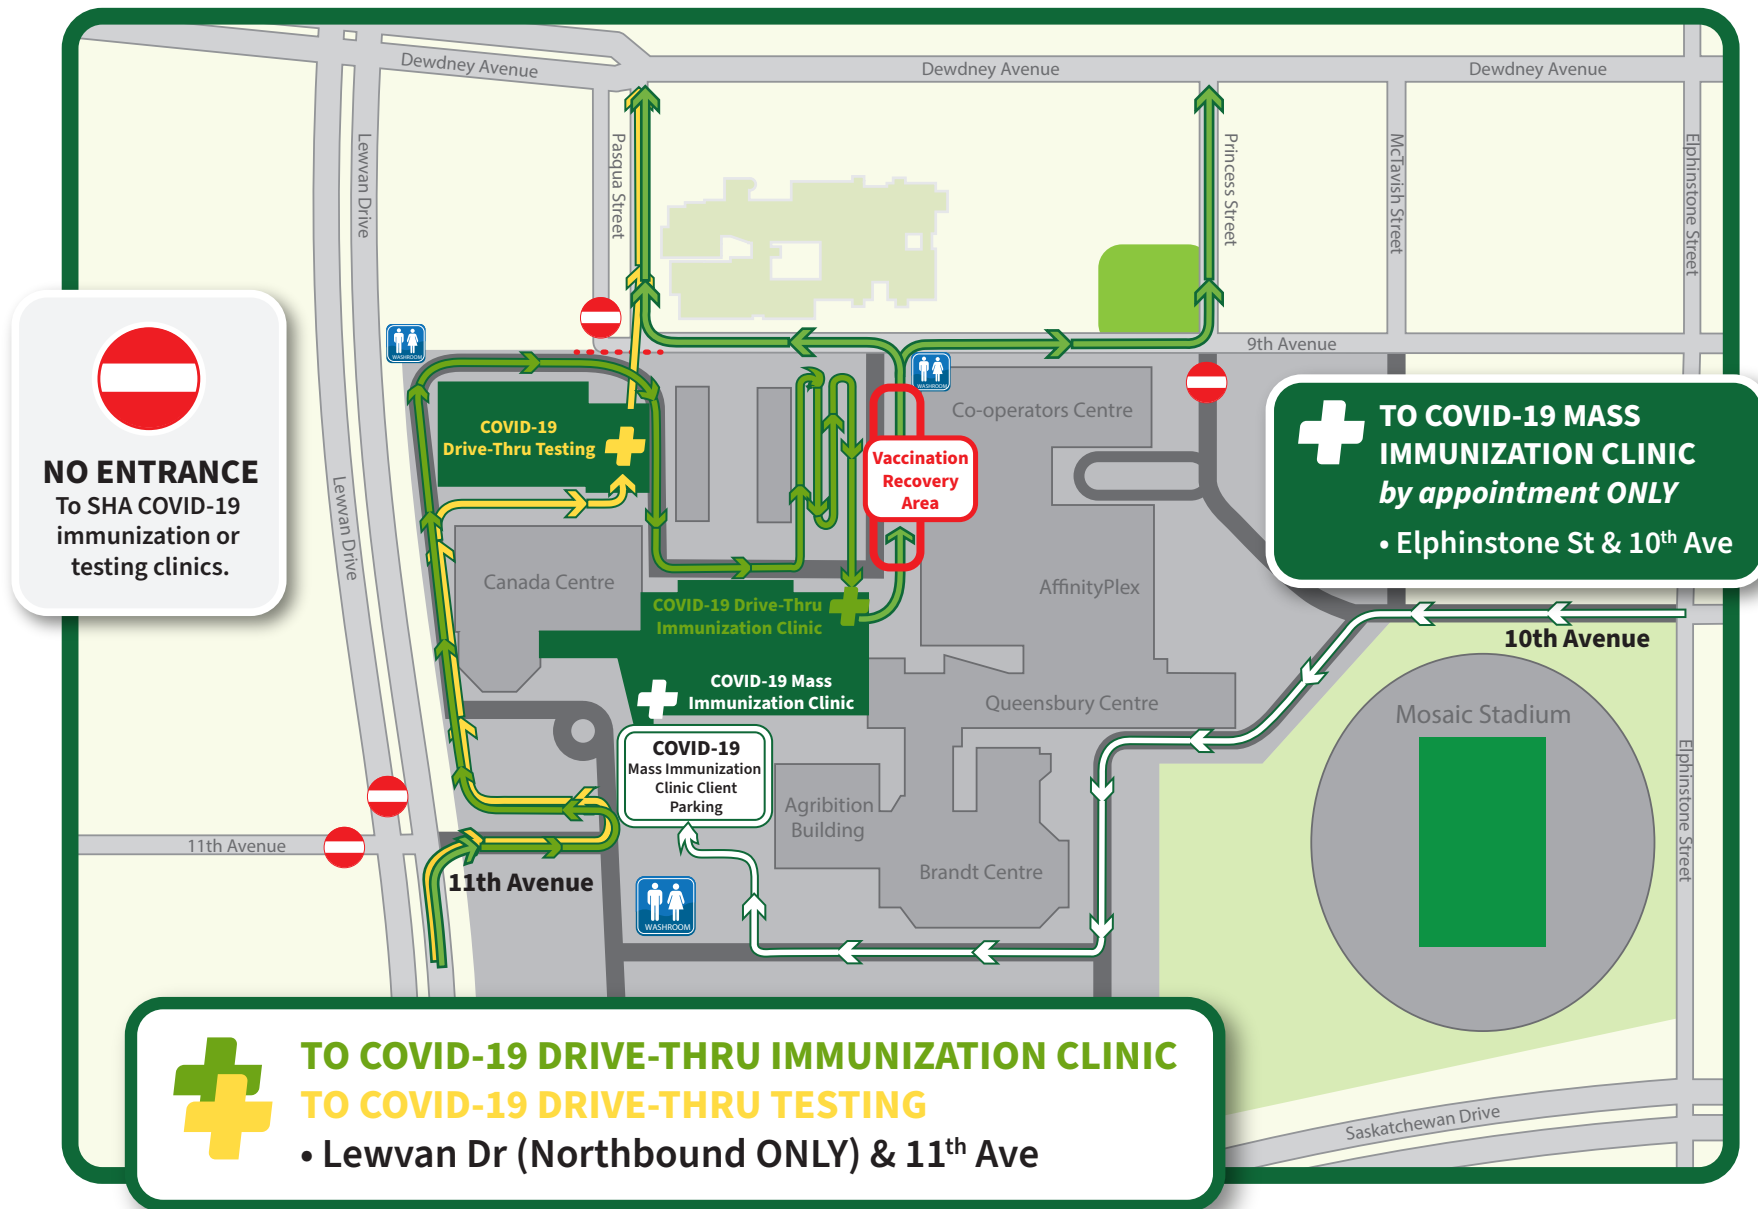 Dewdney Avenue
Dewdney Avenue
Dewdney Avenue
Lewvan Drive
Pasqua Street
Princess Street
McTavish Street
Elphinstone Street
WASHROOM
9th Avenue
WASHROOM
NO ENTRANCE
To SHA COVID-19
immunization or
testing clinics.
Lewvan Drive
COVID-19
Drive-Thru Testing
Co-operators Centre
Vaccination
Recovery
Area
TO COVID-19 MASS
IMMUNIZATION CLINIC
by appointment ONLY
• Elphinstone St & 10th Ave
Canada Centre
COVID-19 Drive-Thru
Immunization Clinic
AffinityPlex
10th Avenue
COVID-19 Mass
Immunization Clinic
Queensbury Centre
Mosaic Stadium
COVID-19
Mass Immunization
Clinic Client
Parking
Agribition
Building
Elphinstone Street
11th Avenue
11th Avenue
Brandt Centre
WASHROOM
TO COVID-19 DRIVE-THRU IMMUNIZATION CLINIC
TO COVID-19 DRIVE-THRU TESTING
• Lewvan Dr (Northbound ONLY) & 11th Ave
Saskatchewan Drive